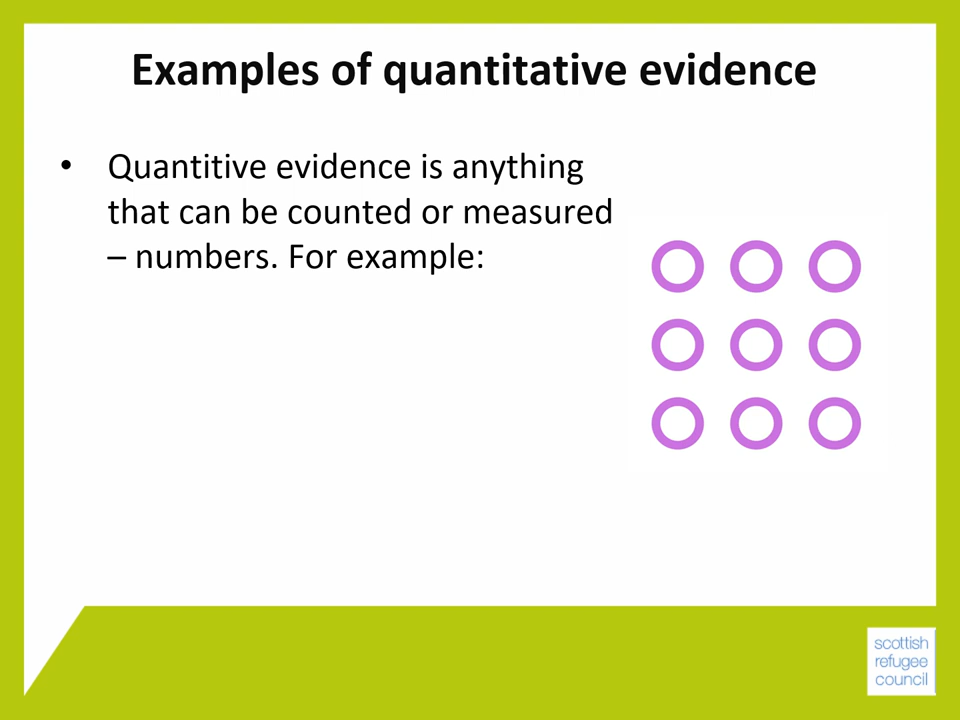 Examples of quantitative evidence
• Quantitive evidence is anything
that can be counted or measured
– numbers. For example:
scottish
refugee
council